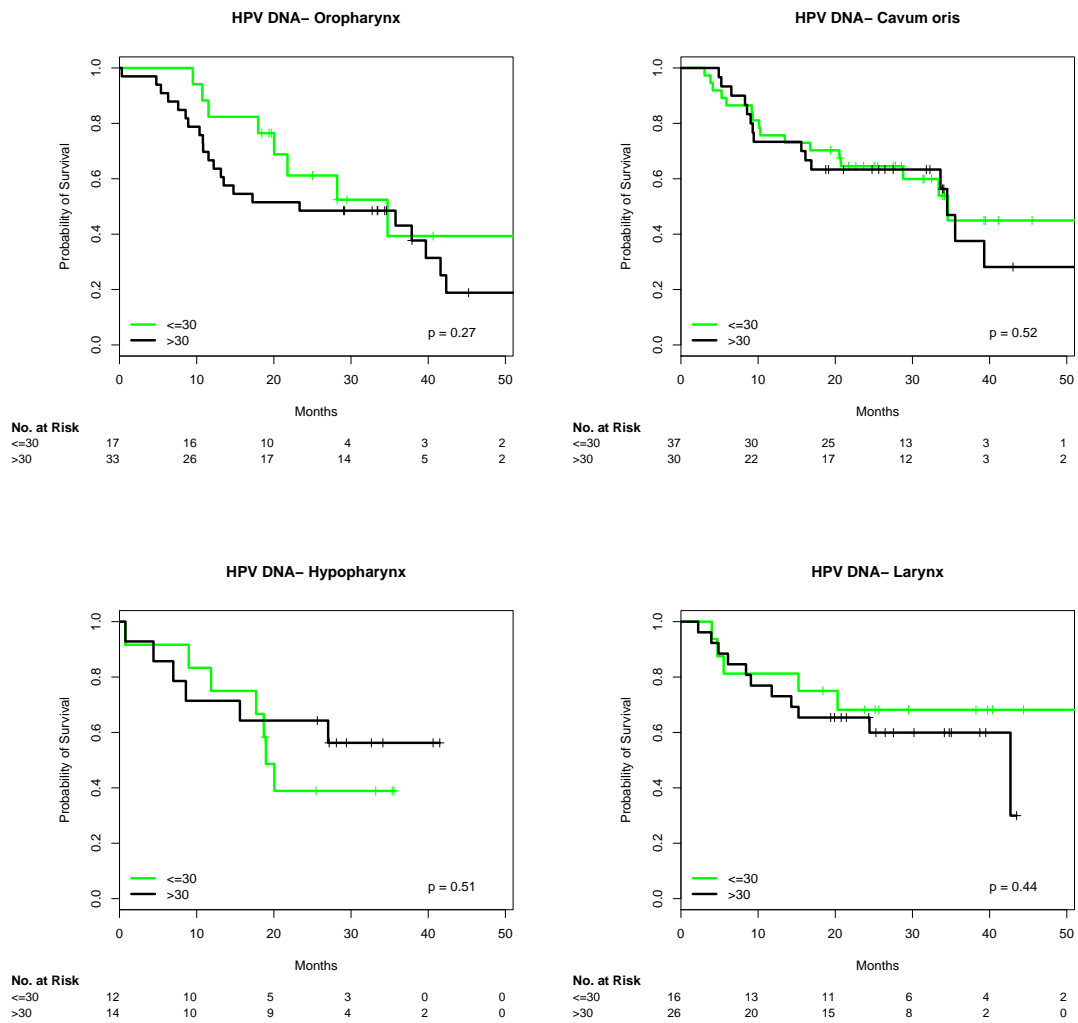 HPV DNA− Oropharynx
Probability of Survival
1.0
0.8
0.6
0.4
0.2
0.0
<=30
>30
p = 0.27
0 10 20 30 40 50
Months
No. at Risk
<=30 17 16 10 4 3 2
>30 33 26 17 14 5 2
HPV DNA− Cavum oris
Probability of Survival
1.0
0.8
0.6
0.4
0.2
0.0
<=30
>30
p = 0.52
0 10 20 30 40 50
Months
No. at Risk
<=30 37 30 25 13 3 1
>30 30 22 17 12 3 2
HPV DNA− Hypopharynx
Probability of Survival
1.0
0.8
0.6
0.4
0.2
0.0
<=30
>30
p = 0.51
0 10 20 30 40 50
Months
No. at Risk
<=30 12 10 5 3 0 0
>30 14 10 9 4 2 0
HPV DNA− Larynx
Probability of Survival
1.0
0.8
0.6
0.4
0.2
0.0
<=30
>30
p = 0.44
0 10 20 30 40 50
Months
No. at Risk
<=30 16 13 11 6 4 2
>30 26 20 15 8 2 0